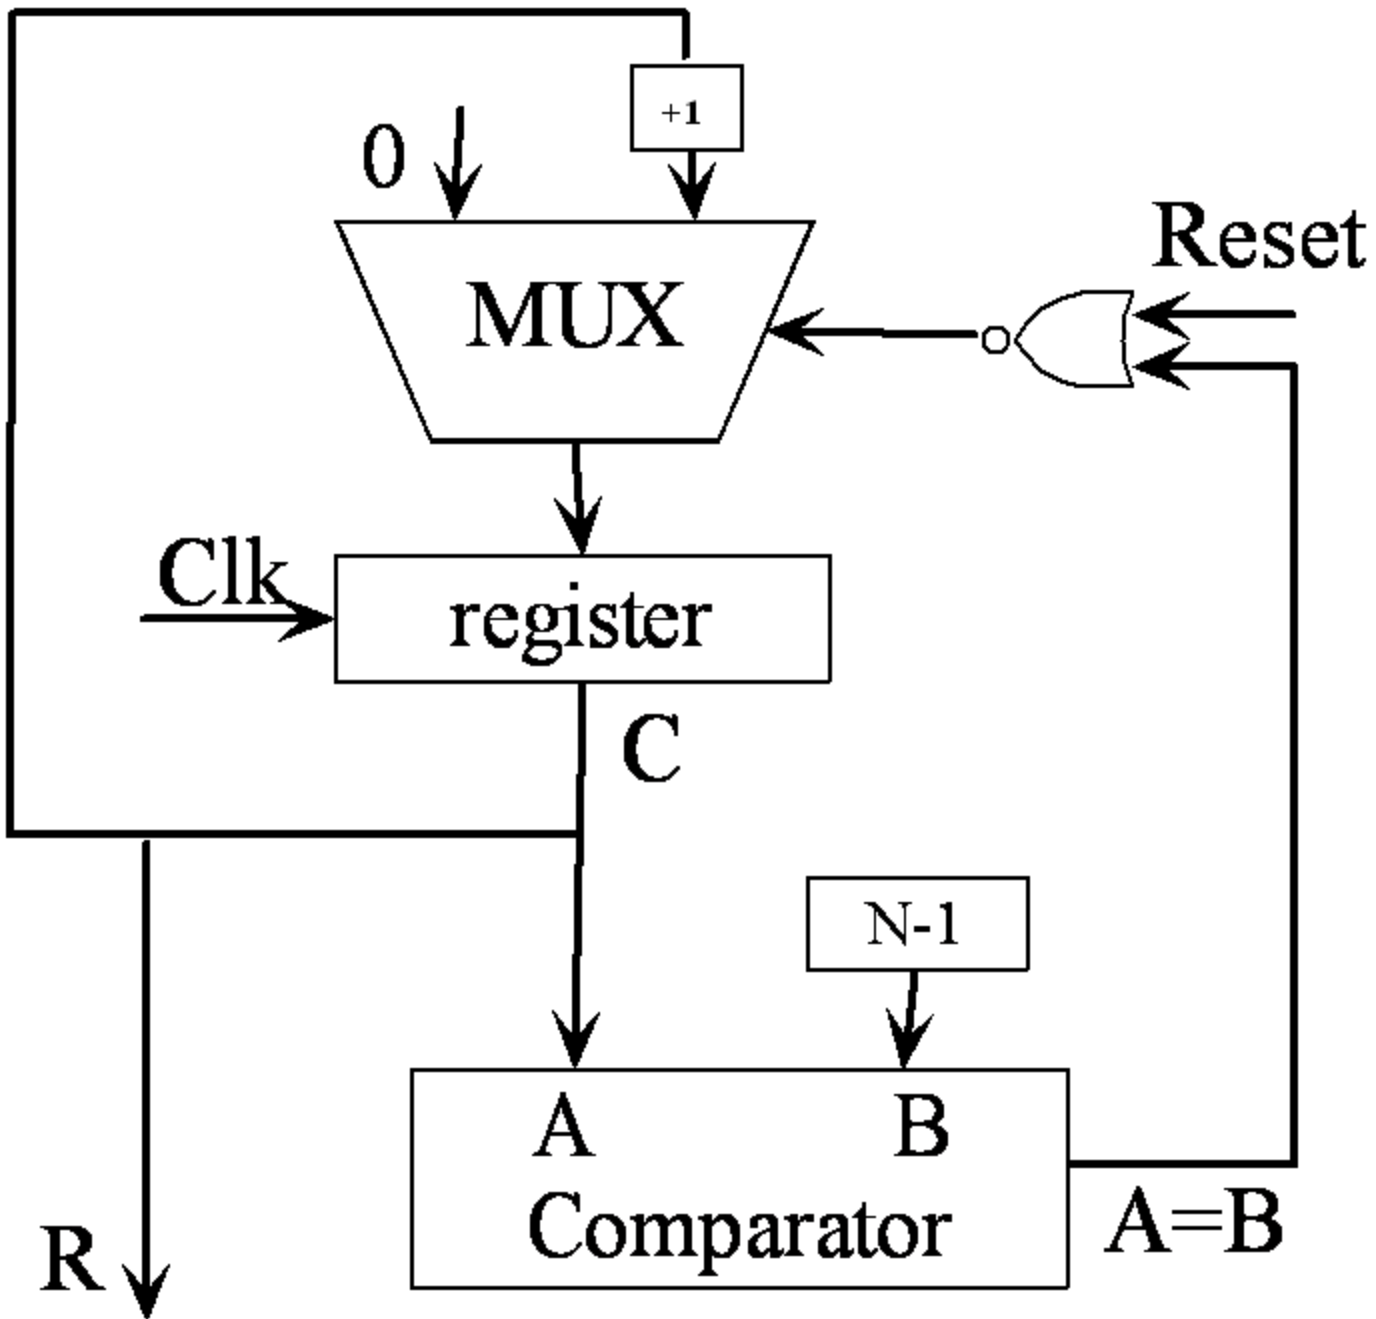 +1
0
Reset
MUX
Clk
register
C
N-1
A B
Comparator
A=B
R